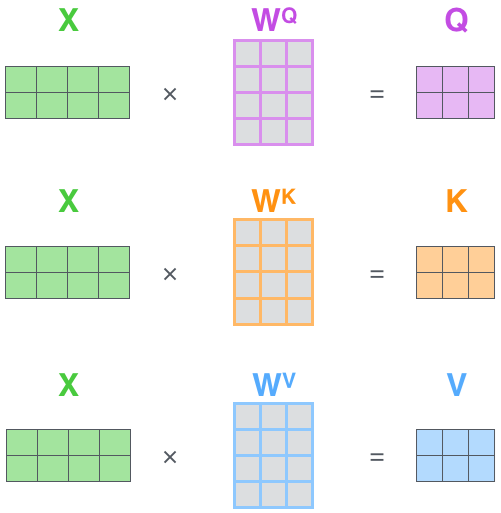 X W^Q Q
× =
X W^K K
× =
X W^V V
× =